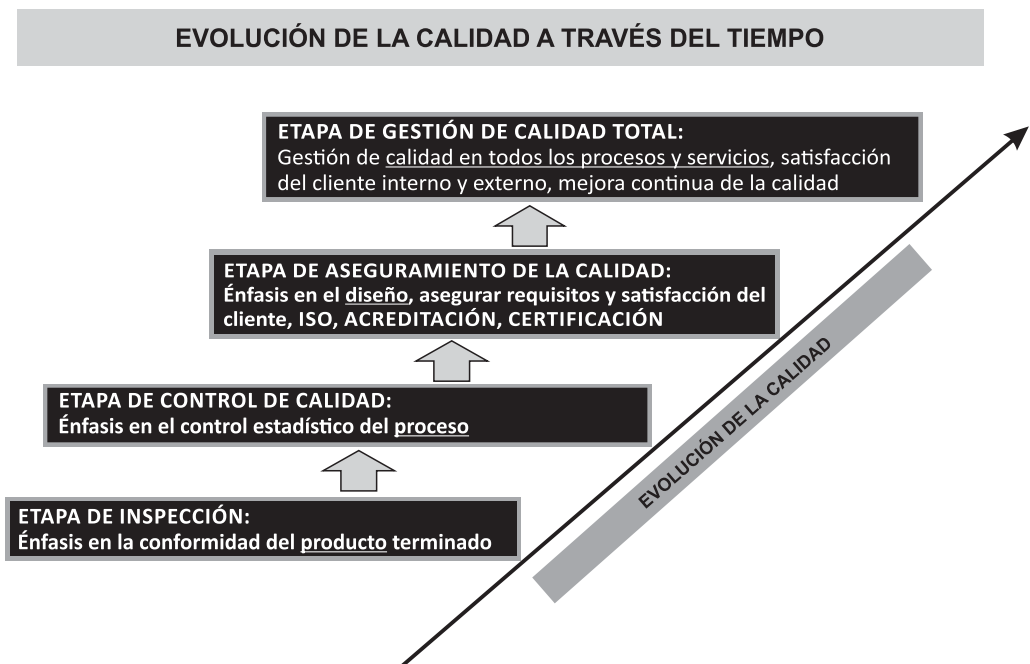 EVOLUCIÓN DE LA CALIDAD A TRAVÉS DEL TIEMPO
ETAPA DE GESTIÓN DE CALIDAD TOTAL:
Gestión de calidad en todos los procesos y servicios, satisfacción
del cliente interno y externo, mejora continua de la calidad
ETAPA DE ASEGURAMIENTO DE LA CALIDAD:
Énfasis en el diseño, asegurar requisitos y satisfacción del
cliente, ISO, ACREDITACIÓN, CERTIFICACIÓN
ETAPA DE CONTROL DE CALIDAD:
Énfasis en el control estadístico del proceso
ETAPA DE INSPECCIÓN:
Énfasis en la conformidad del producto terminado
EVOLUCIÓN DE LA CALIDAD